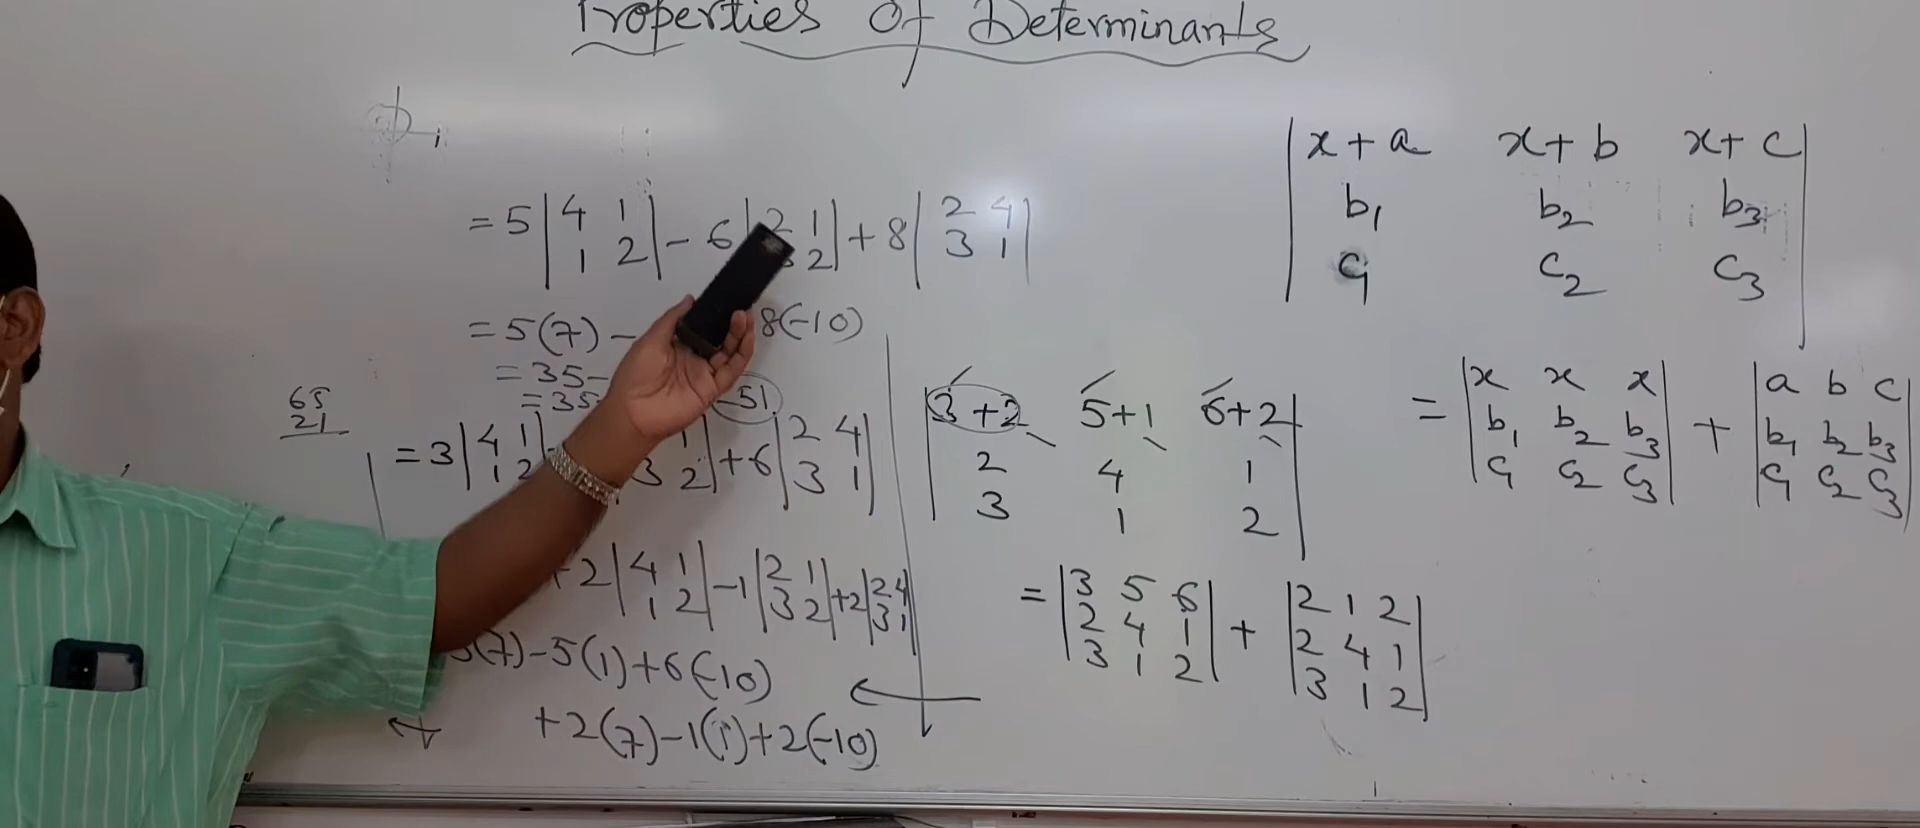 Properties Of Determinants
= 5 | 4 1 | - 6 | 2 1 | + 8 | 2 4 |
| 1 2 | | 3 2 | | 3 1 |
= 5(7) - 8(-10)
= 35-
= 35- -51
65
21
= 3 | 4 1 | | 1 | + 6 | 2 4 |
| 1 2 | | 3 2 | | 3 1 |
+2 | 4 1 | -1 | 2 1 | +2 | 2 4 |
| 1 2 | | 3 2 | | 3 1 |
(7)-5(1)+6(-10)
+2(7)-1(1)+2(-10)
| 3+2 5+1 6+2 |
| 2 4 1 |
| 3 1 2 |
= | 3 5 6 | + | 2 1 2 |
| 2 4 1 | | 2 4 1 |
| 3 1 2 | | 3 1 2 |
| x+a x+b x+c |
| b₁ b₂ b₃ |
| c₁ c₂ c₃ |
= | x x x | + | a b c |
| b₁ b₂ b₃ | | b₁ b₂ b₃ |
| c₁ c₂ c₃ | | c₁ c₂ c₃ |